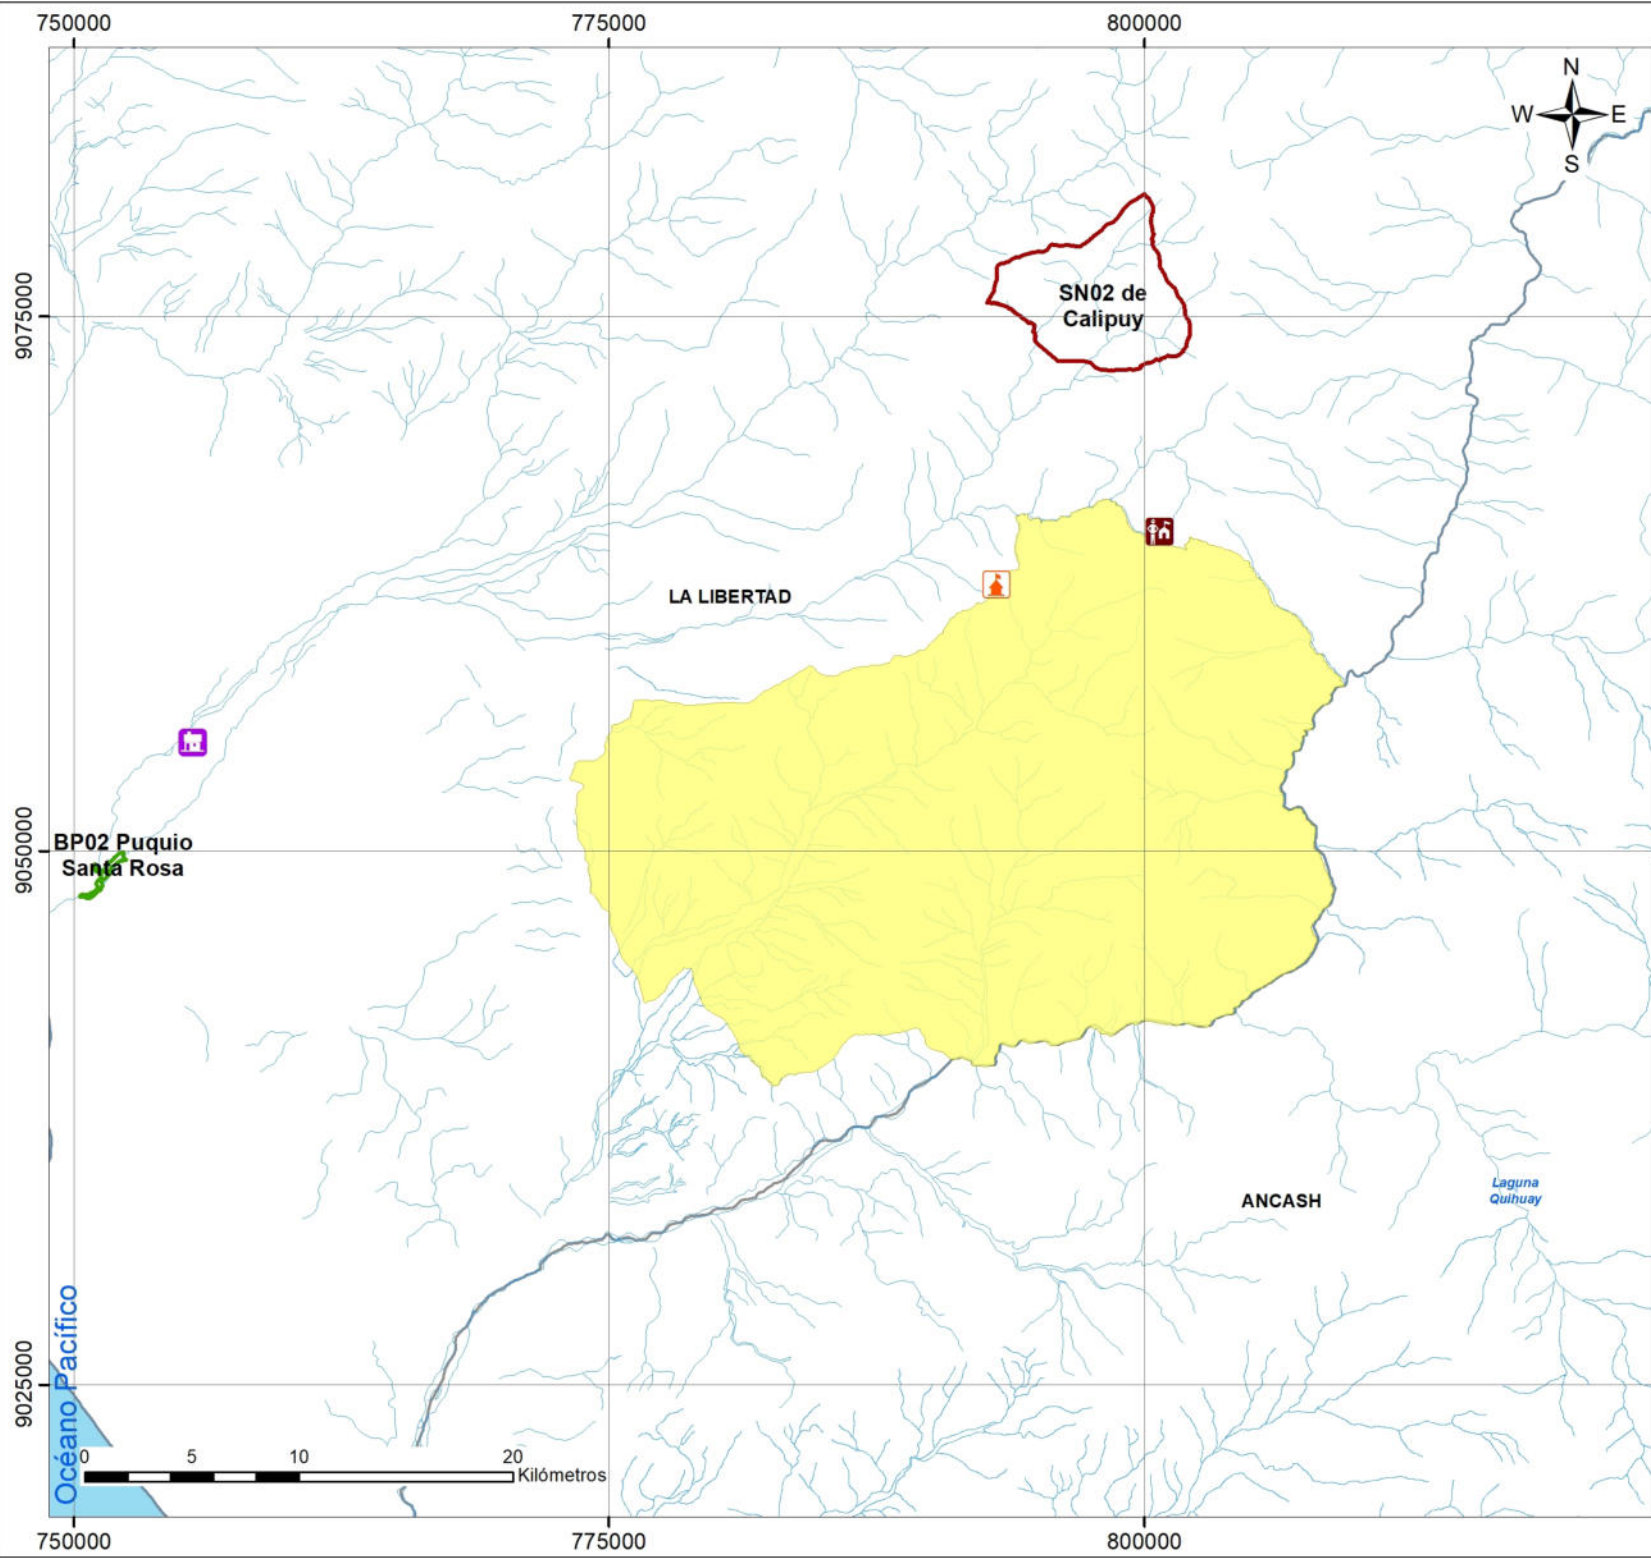 750000
775000
800000
N
W
E
S
9075000
SN02 de
Calipuy
LA LIBERTAD
9050000
BP02 Puquio
Santa Rosa
Laguna
Quihuay
ANCASH
9025000
Océano Pacífico
0
5
10
20
Kilómetros
750000
775000
800000